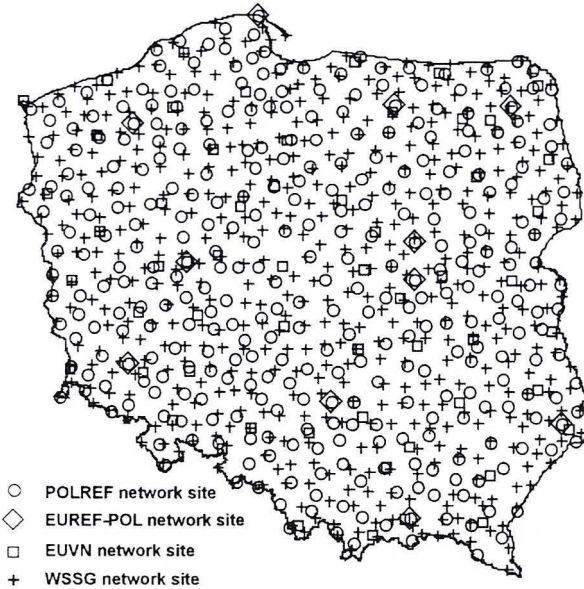 POLREF network site
EUREF-POL network site
EUVN network site
WSSG network site